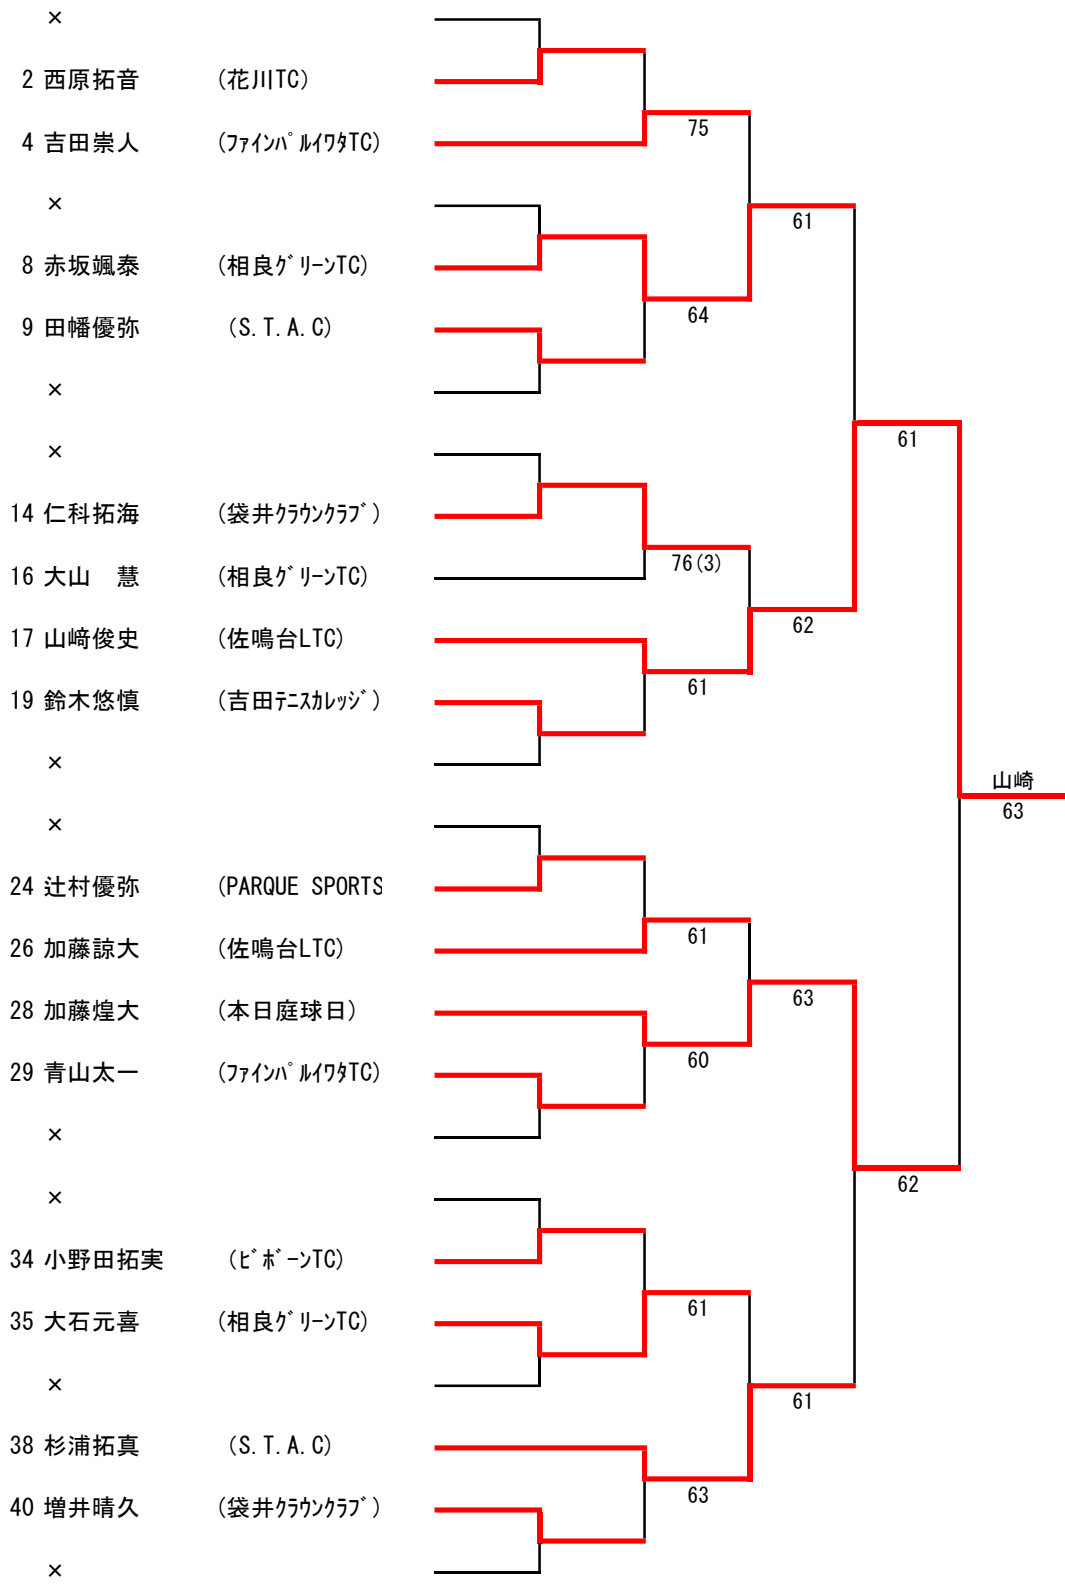 ×
2 西原拓音 (花川TC)
4 吉田崇人 (ﾌｧｲﾝﾊﾟﾙｲﾜﾀTC)
75
×
61
8 赤坂颯泰 (相良ｸﾞﾘｰﾝTC)
64
9 田幡優弥 (S.T.A.C)
×
61
×
14 仁科拓海 (袋井ｸﾗｳﾝｸﾗﾌﾞ)
76(3)
16 大山　慧 (相良ｸﾞﾘｰﾝTC)
62
17 山﨑俊史 (佐鳴台LTC)
61
19 鈴木悠慎 (吉田ﾃﾆｽｶﾚｯｼﾞ)
×
山崎
63
×
24 辻村優弥 (PARQUE SPORTS
61
26 加藤諒大 (佐鳴台LTC)
63
28 加藤煌大 (本日庭球日)
60
29 青山太一 (ﾌｧｲﾝﾊﾟﾙｲﾜﾀTC)
×
62
×
34 小野田拓実 (ﾋﾞﾎﾞｰﾝTC)
61
35 大石元喜 (相良ｸﾞﾘｰﾝTC)
×
61
38 杉浦拓真 (S.T.A.C)
63
40 増井晴久 (袋井ｸﾗｳﾝｸﾗﾌﾞ)
×